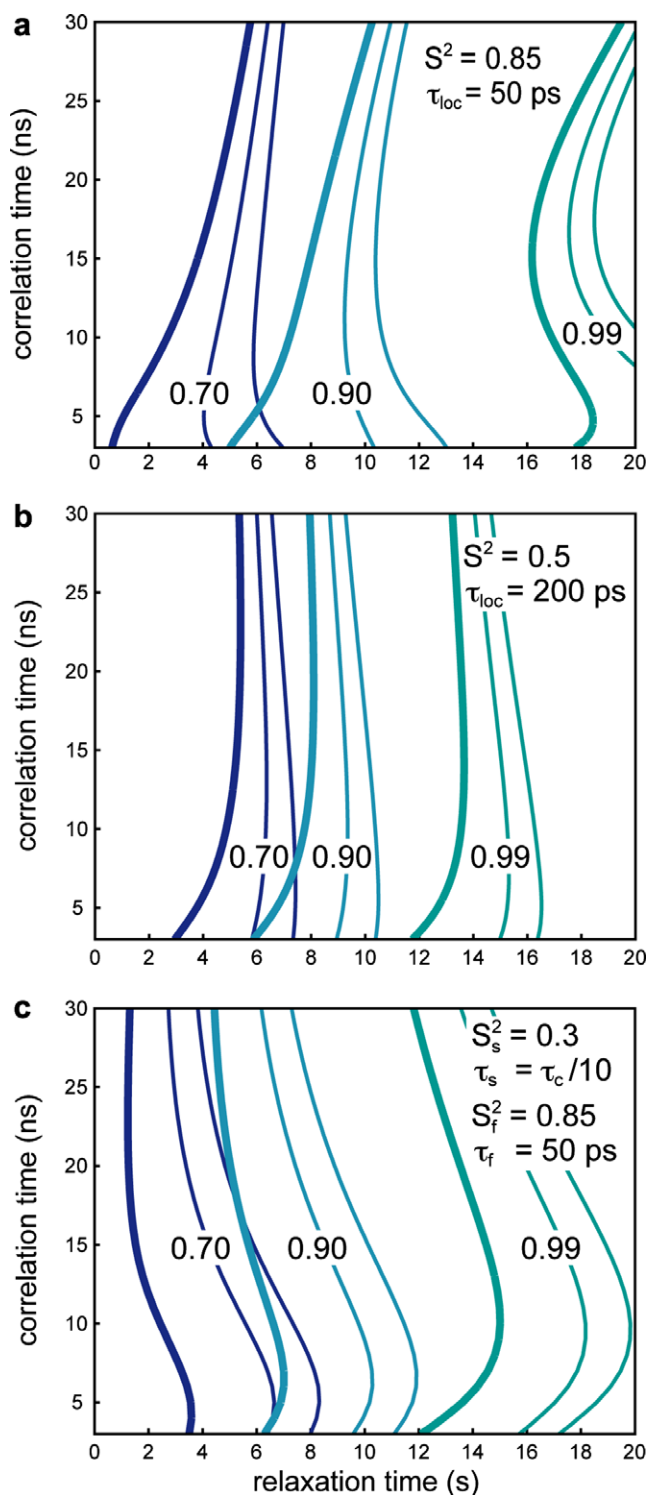 a
30
25
20
15
10
5
correlation time (ns)
S² = 0.85
τloc = 50 ps
0.70
0.90
0.99
0 2 4 6 8 10 12 14 16 18 20
b
30
25
20
15
10
5
correlation time (ns)
S² = 0.5
τloc = 200 ps
0.70
0.90
0.99
0 2 4 6 8 10 12 14 16 18 20
c
30
25
20
15
10
5
correlation time (ns)
Ss² = 0.3
τs = τc/10
Sf² = 0.85
τf = 50 ps
0.70
0.90
0.99
0 2 4 6 8 10 12 14 16 18 20
relaxation time (s)